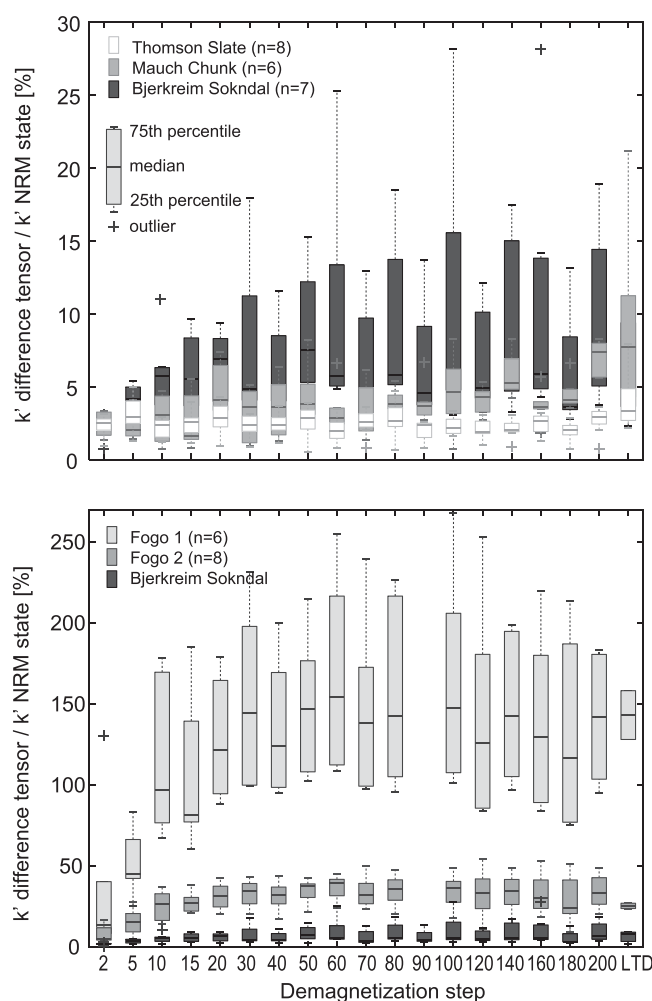 k' difference tensor / k' NRM state [%]
30
25
20
15
10
5
0
Thomson Slate (n=8)
Mauch Chunk (n=6)
Bjerkreim Sokndal (n=7)
75th percentile
median
25th percentile
outlier
k' difference tensor / k' NRM state [%]
250
200
150
100
50
0
Fogo 1 (n=6)
Fogo 2 (n=8)
Bjerkreim Sokndal
2 5 10 15 20 30 40 50 60 70 80 90 100 120 140 160 180 200 LTD
Demagnetization step